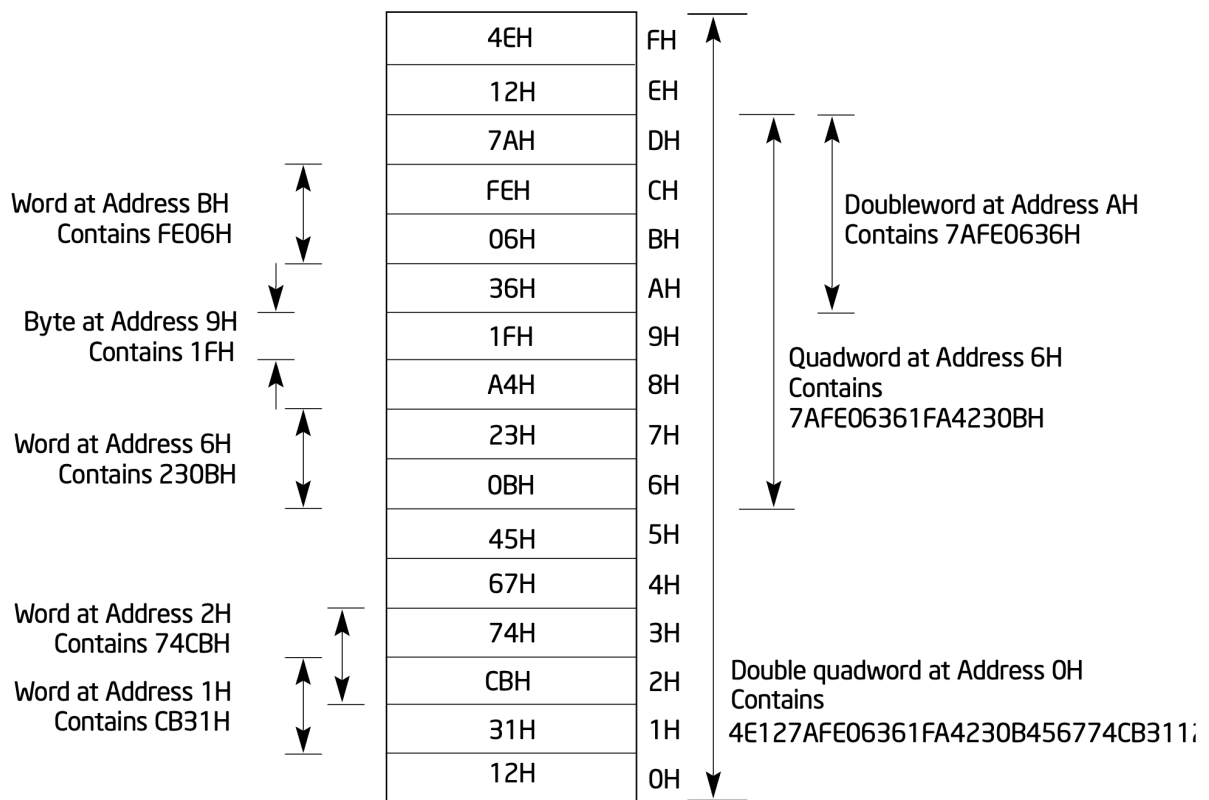 4EH FH
12H EH
7AH DH
FEH CH
06H BH
36H AH
1FH 9H
A4H 8H
23H 7H
0BH 6H
45H 5H
67H 4H
74H 3H
CBH 2H
31H 1H
12H 0H
Word at Address BH
Contains FE06H
Byte at Address 9H
Contains 1FH
Word at Address 6H
Contains 230BH
Word at Address 2H
Contains 74CBH
Word at Address 1H
Contains CB31H
Doubleword at Address AH
Contains 7AFE0636H
Quadword at Address 6H
Contains
7AFE06361FA4230BH
Double quadword at Address 0H
Contains
4E127AFE06361FA4230B456774CB311